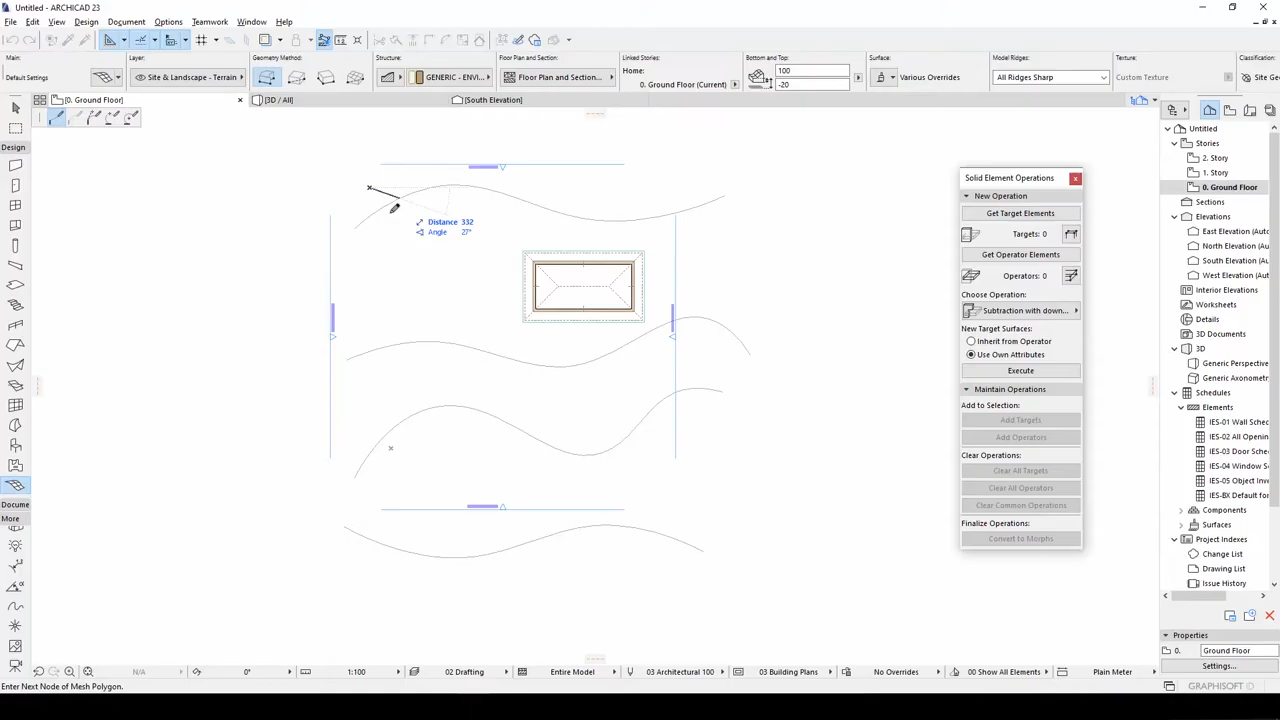 Untitled - ARCHICAD 23
File Edit View Design Document Options Teamwork Window Help
Main: Layer: Geometry Method: Structure: Floor Plan and Section: Linked Stories: Bottom and Top: Surface: Model Ridges: Texture: Classification:
Default Settings
Site & Landscape - Terrain
GENERIC - ENVI...
Floor Plan and Section...
Home:
0. Ground Floor (Current)
100
-20
Various Overrides
All Ridges Sharp
Custom Texture
Site Geo
[0. Ground Floor]
[3D / All]
[South Elevation]
Design
Docume
More
Distance 332
Angle 27°
Solid Element Operations
New Operation
Get Target Elements
Targets: 0
Get Operator Elements
Operators: 0
Choose Operation:
Subtraction with down...
New Target Surfaces:
Inherit from Operator
Use Own Attributes
Execute
Maintain Operations
Add to Selection:
Add Targets
Add Operators
Clear Operations:
Clear All Targets
Clear All Operators
Clear Common Operations
Finalize Operations:
Convert to Morphs
Untitled
Stories
2. Story
1. Story
0. Ground Floor
Sections
Elevations
East Elevation (Auto
North Elevation (Aut
South Elevation (Aut
West Elevation (Auto
Interior Elevations
Worksheets
Details
3D Documents
3D
Generic Perspective
Generic Axonometr
Schedules
Elements
IES-01 Wall Sched
IES-02 All Openin
IES-03 Door Sche
IES-04 Window S
IES-05 Object Inv
IES-BX Default for
Components
Surfaces
Project Indexes
Change List
Drawing List
Issue History
Properties
0. Ground Floor
Settings...
N/A 0° 1:100 02 Drafting Entire Model 03 Architectural 100 03 Building Plans No Overrides 00 Show All Elements Plain Meter
Enter Next Node of Mesh Polygon.
GRAPHISOFT